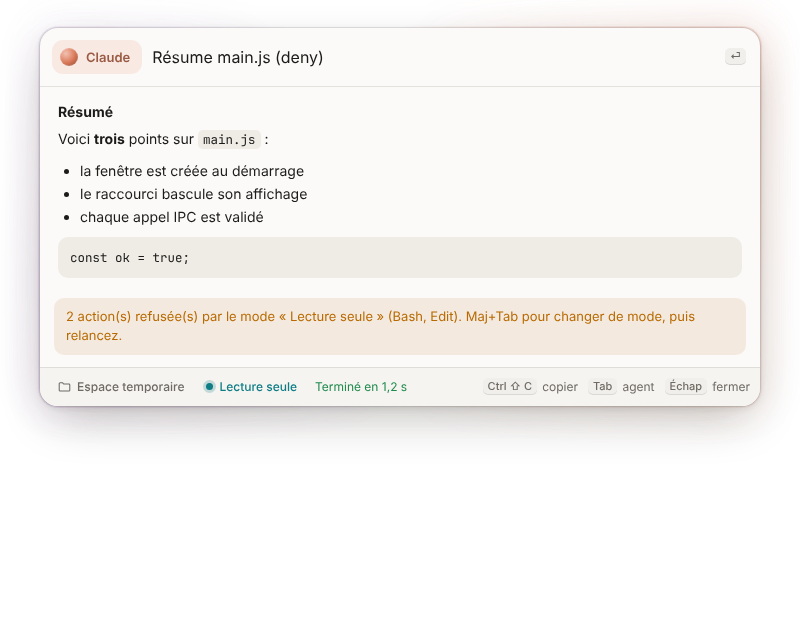 Claude Résume main.js (deny) ⏎
Résumé
Voici trois points sur main.js :
• la fenêtre est créée au démarrage
• le raccourci bascule son affichage
• chaque appel IPC est validé
const ok = true;
2 action(s) refusée(s) par le mode « Lecture seule » (Bash, Edit). Maj+Tab pour changer de mode, puis
relancez.
Espace temporaire Lecture seule Terminé en 1,2 s Ctrl ⇧ C copier Tab agent Échap fermer